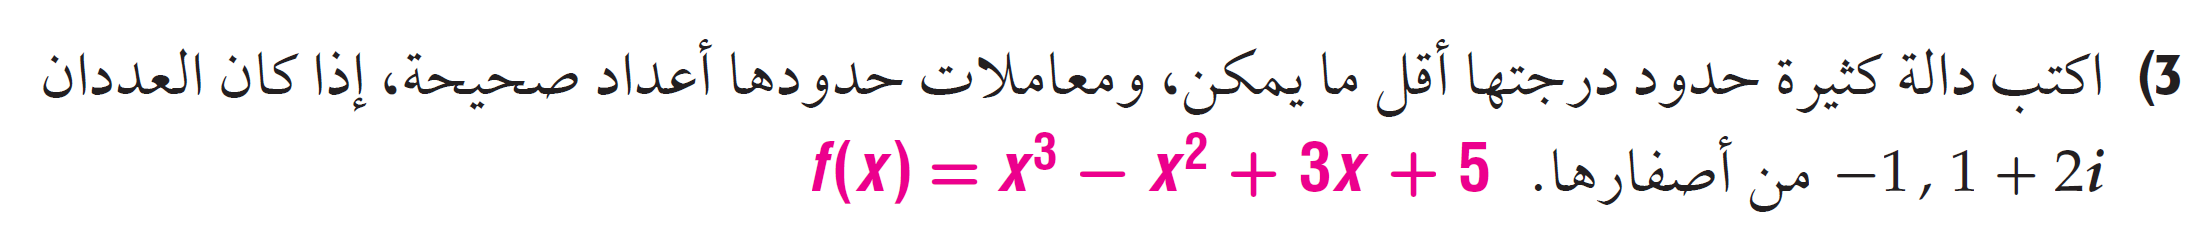 (3 اكتب دالة كثيرة حدود درجتها أقل ما يمكن، ومعاملات حدودها أعداد صحيحة، إذا كان العددان
−1, 1 + 2i من أصفارها. f(x) = x³ − x² + 3x + 5